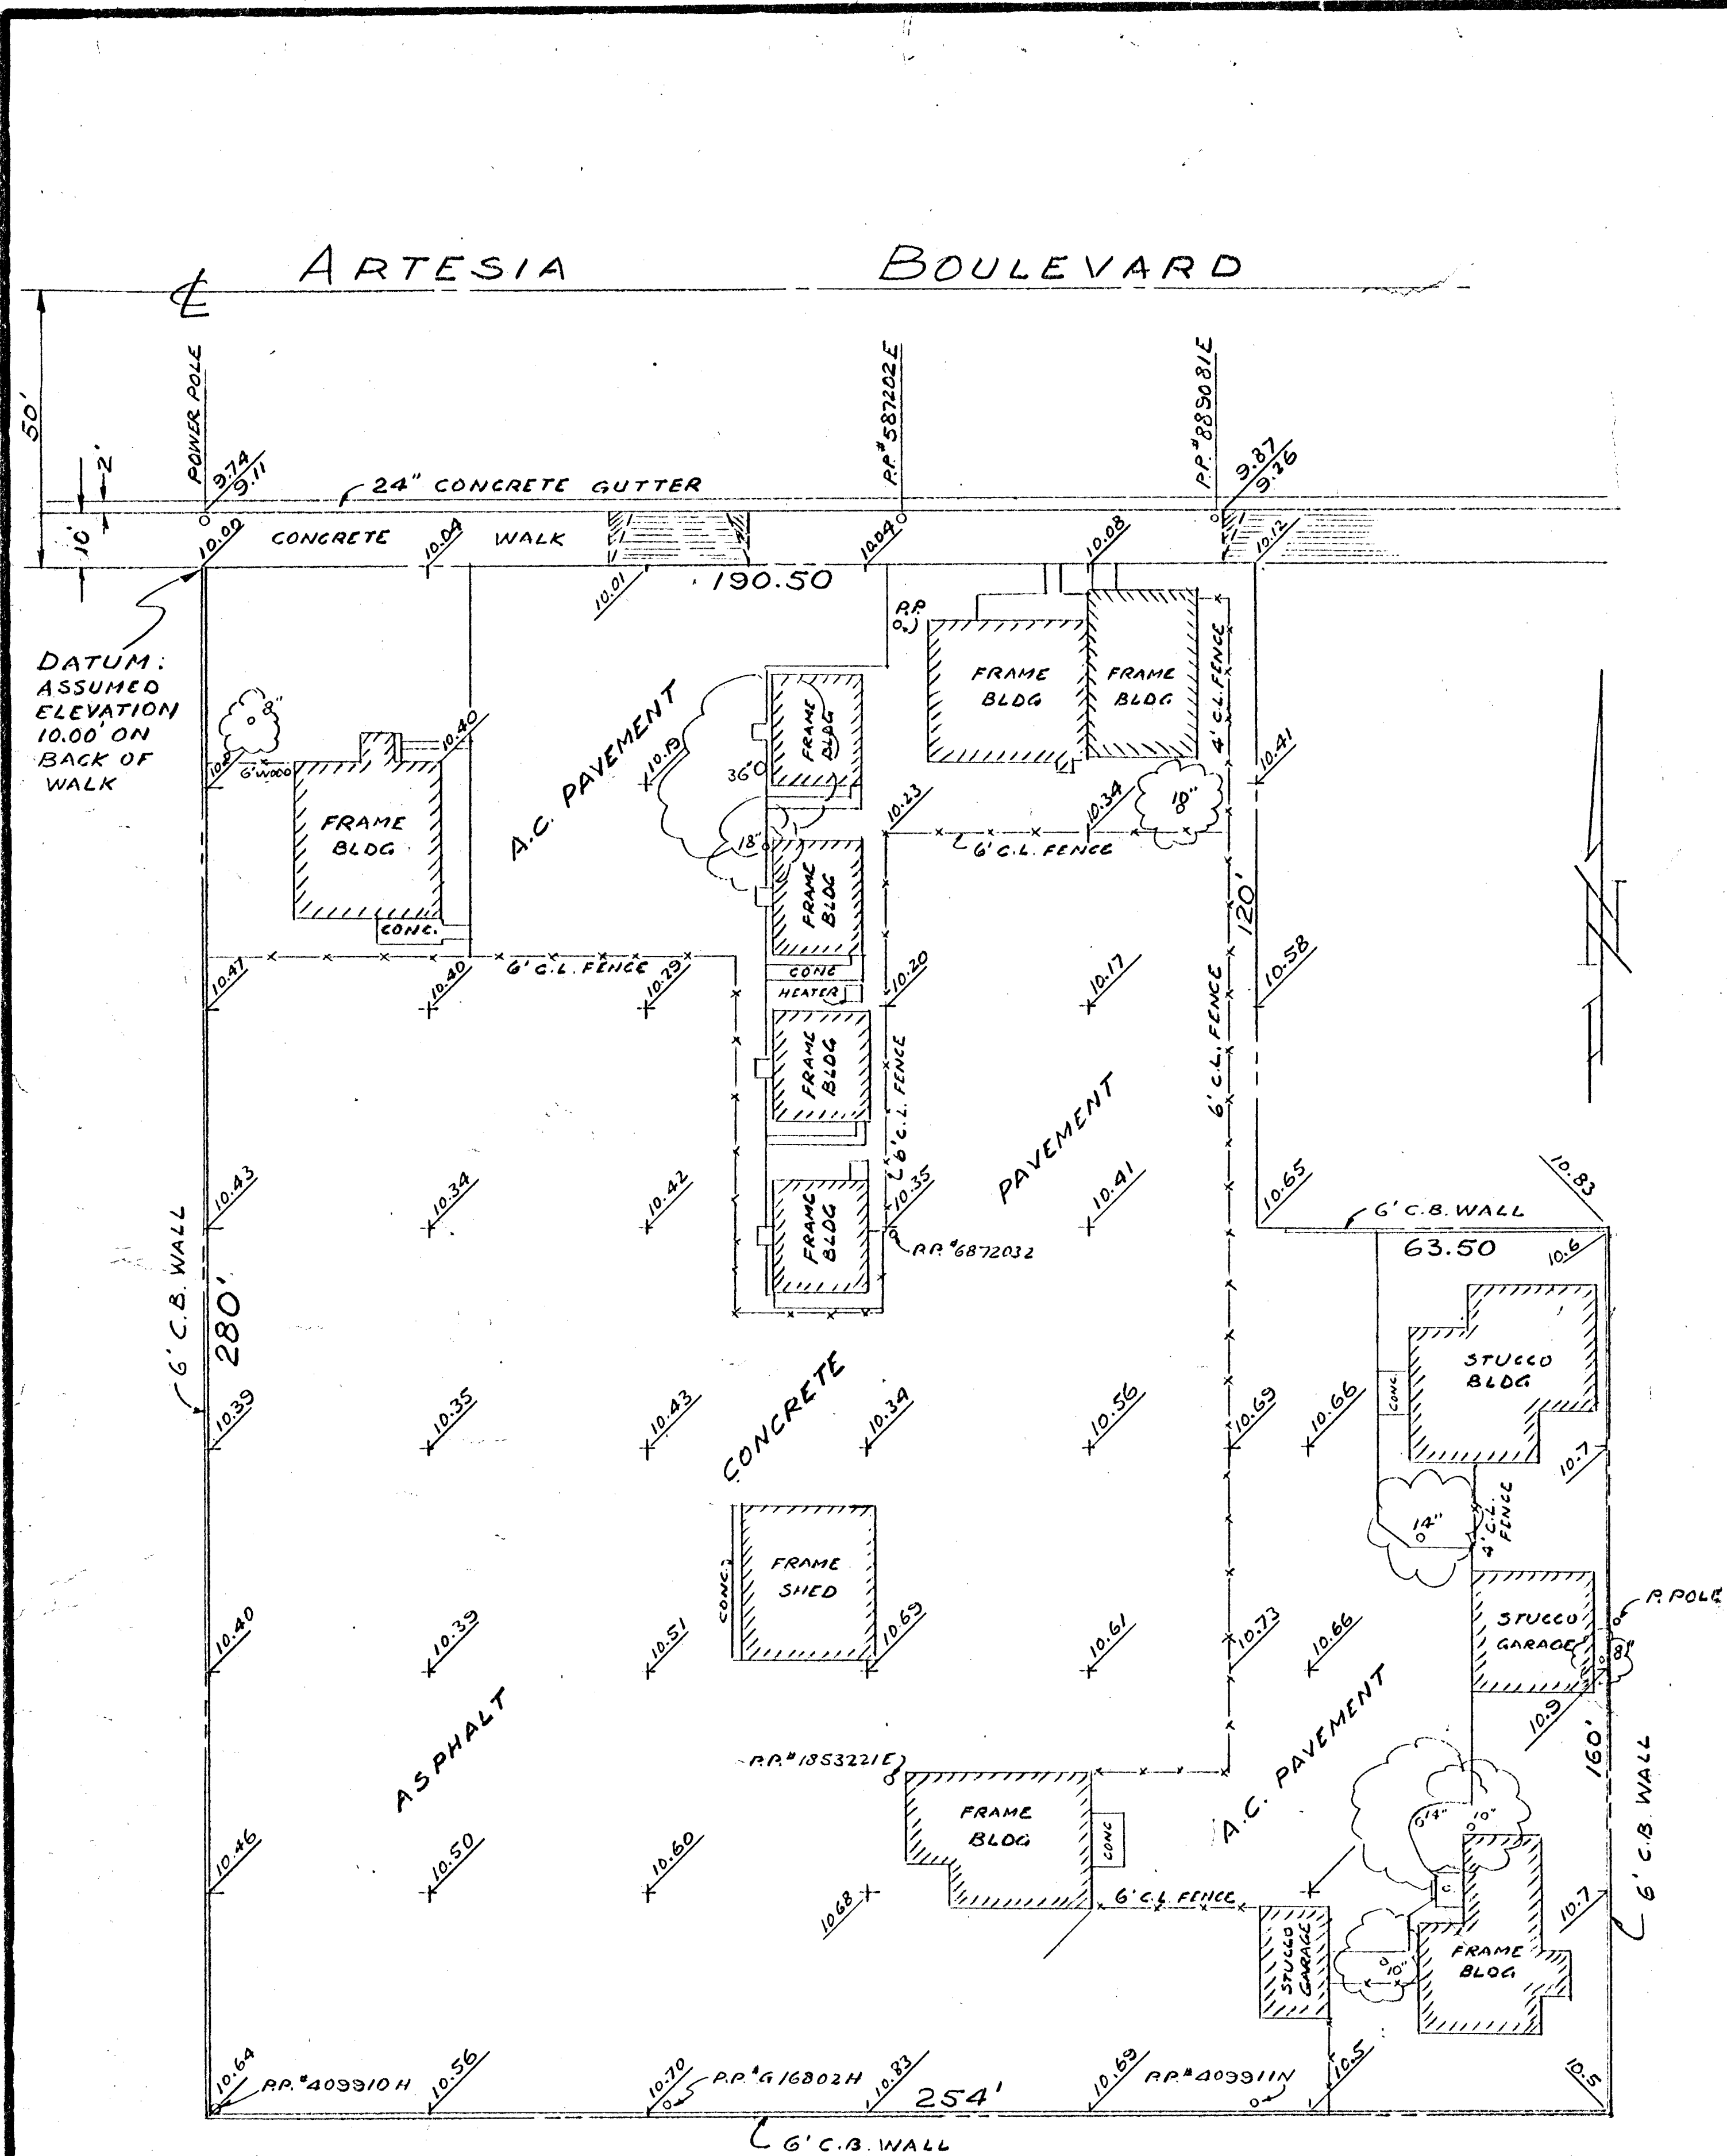 ARTESIA BOULEVARD
℄
50'
2'
10'
POWER POLE
P.P. #587202E
P.P. #889081E
9.74
9.11
9.87
9.26
24" CONCRETE GUTTER
CONCRETE WALK
10.00
10.04
10.04
10.08
10.12
10.01
190.50
DATUM:
ASSUMED
ELEVATION
10.00' ON
BACK OF
WALK
8"
6' WOOD
10.40
FRAME
BLDG
CONC.
A.C. PAVEMENT
10.19
36"
18"
P.P.
FRAME
BLDG
FRAME
BLDG
FRAME
BLDG
4' C.L. FENCE
10.41
10.23
10.34
18"
6' C.L. FENCE
FRAME
BLDG
120'
10.47
10.40
6' C.L. FENCE
10.29
CONC
HEATER
10.20
10.17
10.58
6' C.L. FENCE
FRAME
BLDG
6' C.L. FENCE
PAVEMENT
10.43
10.34
10.42
FRAME
BLDG
10.35
10.41
10.65
10.83
P.P. #6872032
6' C.B. WALL
63.50
10.6
6' C.B. WALL
280'
STUCCO
BLDG
CONC.
10.39
10.35
10.43
CONCRETE
10.34
10.56
10.69
10.66
10.7
14"
4' C.L.
FENCE
FRAME
SHED
CONC.
10.40
10.39
10.51
10.69
10.61
10.73
10.66
STUCCO
GARAGE
P. POLE
8"
10.9
160'
6' C.B. WALL
ASPHALT
P.P. #1853221E
A.C. PAVEMENT
FRAME
BLDG
CONC
14"
10"
10.46
10.50
10.60
10.68
6' C.L. FENCE
C.
10.7
STUCCO
GARAGE
10"
FRAME
BLDG
10.64
P.P. #409910H
10.56
10.70
P.P. #G16802H
10.83
254'
10.69
P.P. #409911N
10.5
10.5
6' C.B. WALL